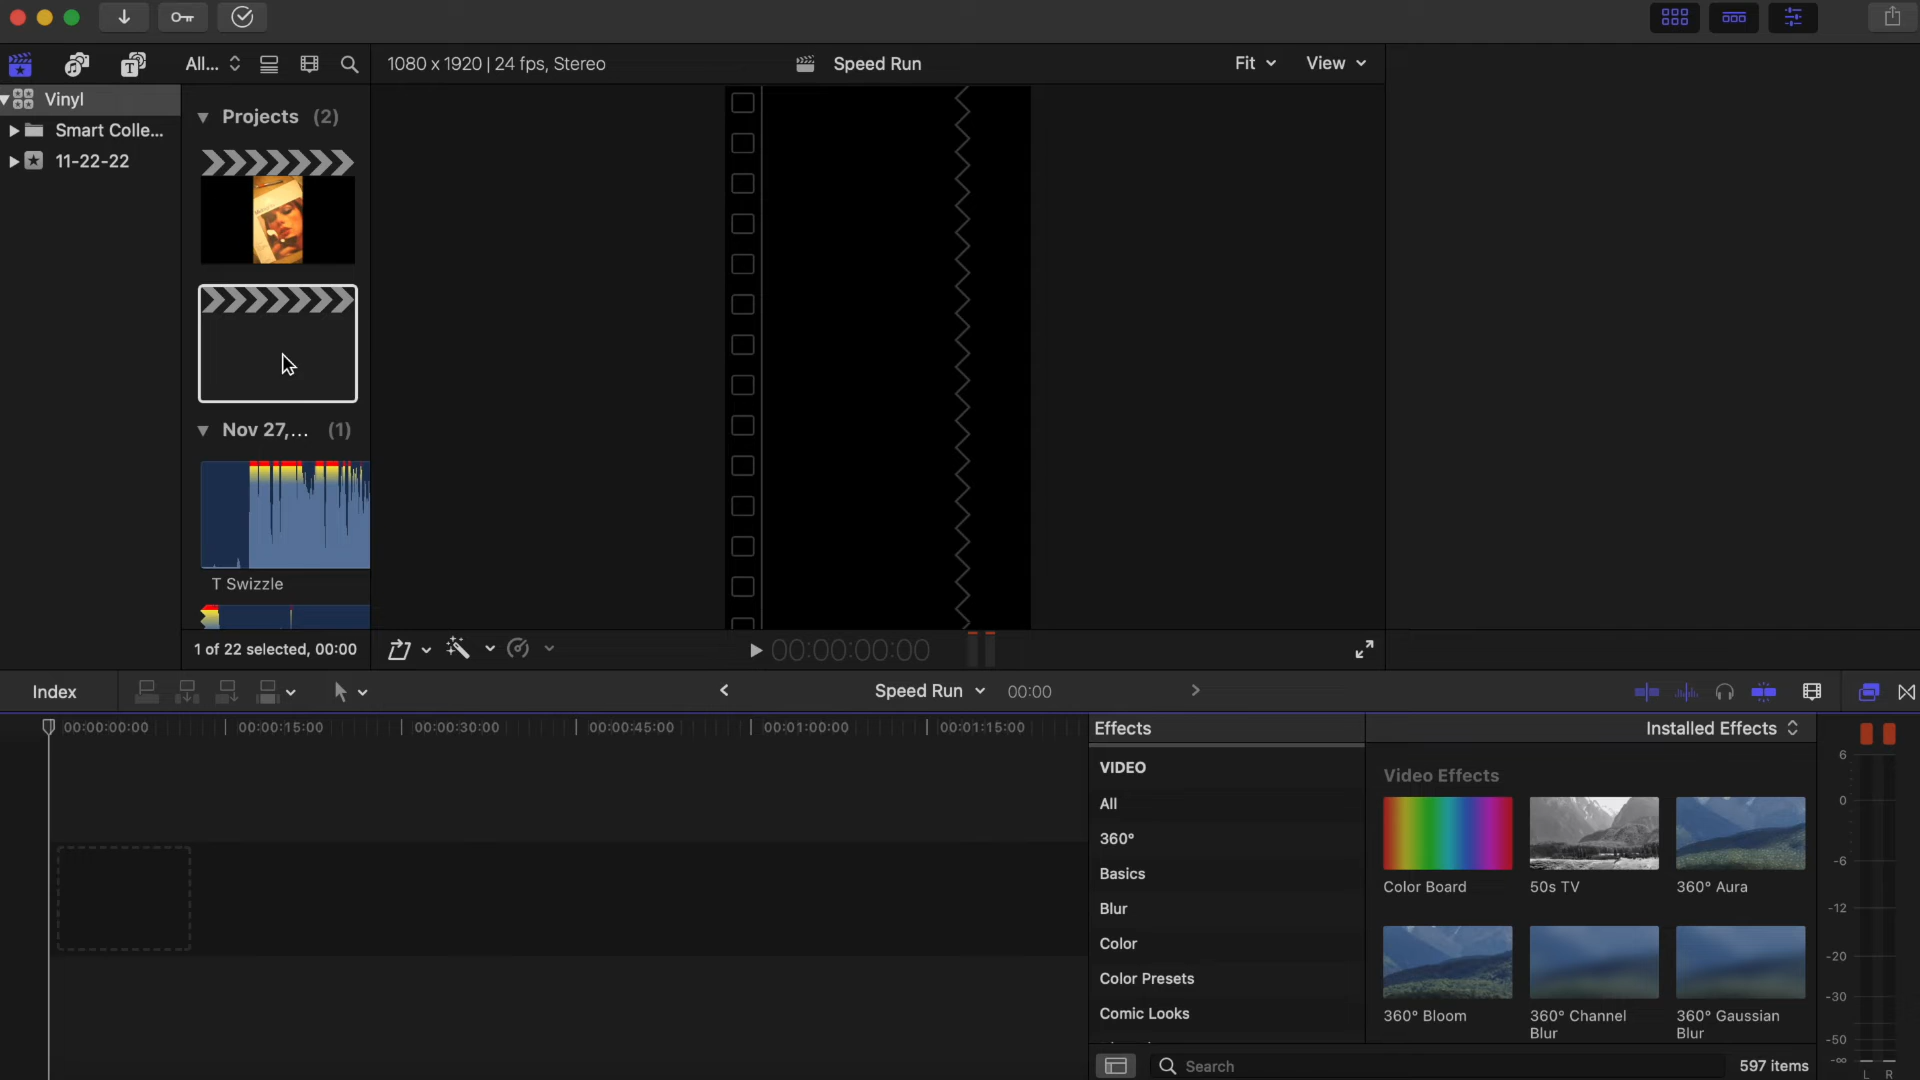 All...
1080 x 1920 | 24 fps, Stereo
Speed Run
Fit
View
Vinyl
Smart Colle...
11-22-22
Projects (2)
Nov 27,... (1)
T Swizzle
1 of 22 selected, 00:00
00:00:00:00
Index
Speed Run
00:00
00:00:00:00
00:00:15:00
00:00:30:00
00:00:45:00
00:01:00:00
00:01:15:00
Effects
Installed Effects
VIDEO
All
360°
Basics
Blur
Color
Color Presets
Comic Looks
Video Effects
Color Board
50s TV
360° Aura
360° Bloom
360° Channel
Blur
360° Gaussian
Blur
Search
597 items
6
0
-6
-12
-20
-30
-50
-∞
L R